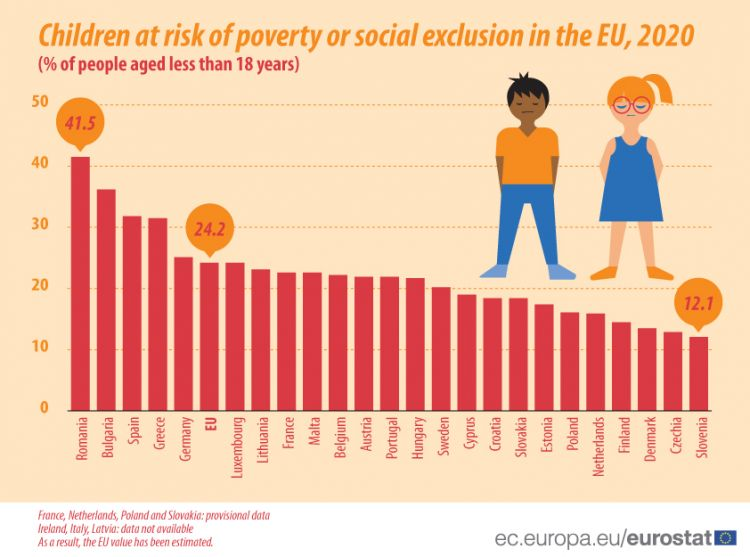 Children at risk of poverty or social exclusion in the EU, 2020
(% of people aged less than 18 years)
50
40
30
20
10
0
41.5
24.2
12.1
Romania
Bulgaria
Spain
Greece
Germany
EU
Luxembourg
Lithuania
France
Malta
Belgium
Austria
Portugal
Hungary
Sweden
Cyprus
Croatia
Slovakia
Estonia
Poland
Netherlands
Finland
Denmark
Czechia
Slovenia
France, Netherlands, Poland and Slovakia: provisional data
Ireland, Italy, Latvia: data not available
As a result, the EU value has been estimated.
ec.europa.eu/eurostat